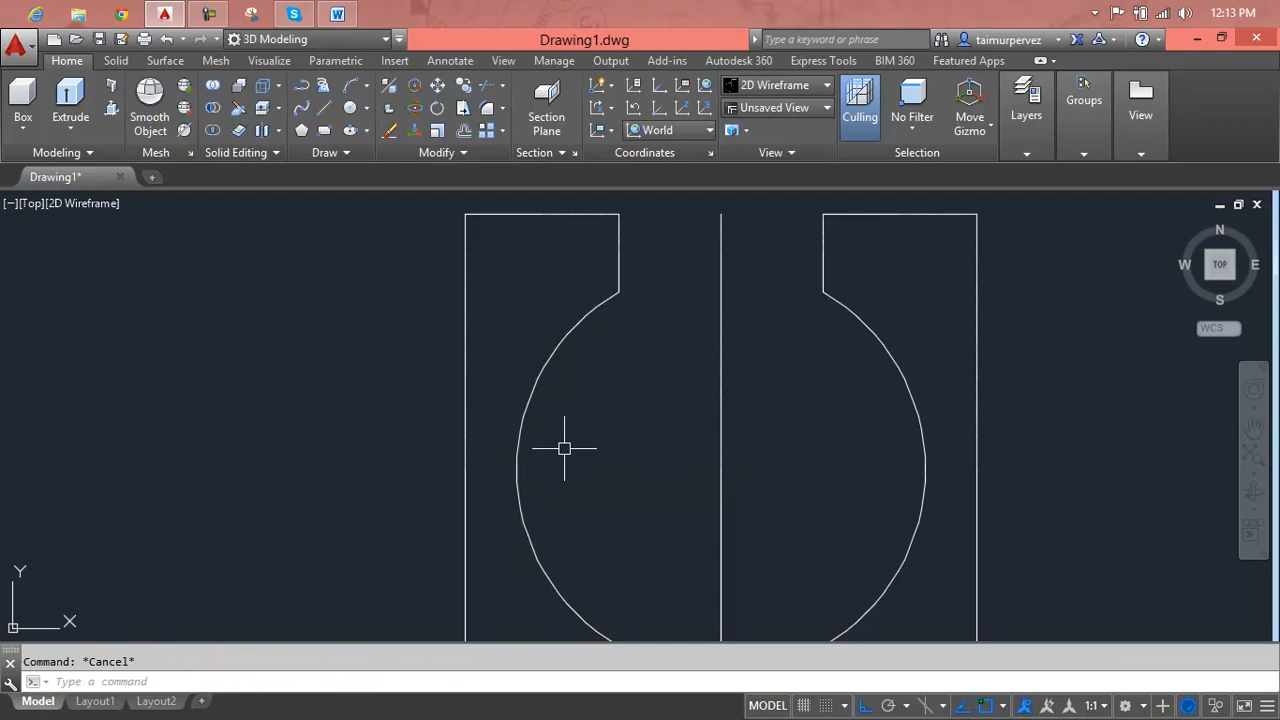 12:13 PM
3D Modeling
Drawing1.dwg
Type a keyword or phrase
taimurpervez
Home Solid Surface Mesh Visualize Parametric Insert Annotate View Manage Output Add-ins Autodesk 360 Express Tools BIM 360 Featured Apps
Box
Extrude
Smooth
Object
Section
Plane
World
2D Wireframe
Unsaved View
Culling
No Filter
Move
Gizmo
Layers
Groups
View
Modeling Mesh Solid Editing Draw Modify Section Coordinates View Selection
Drawing1*
[−][Top][2D Wireframe]
N
W TOP E
S
WCS
Y
X
Command: *Cancel*
Type a command
Model Layout1 Layout2 +
MODEL 1:1